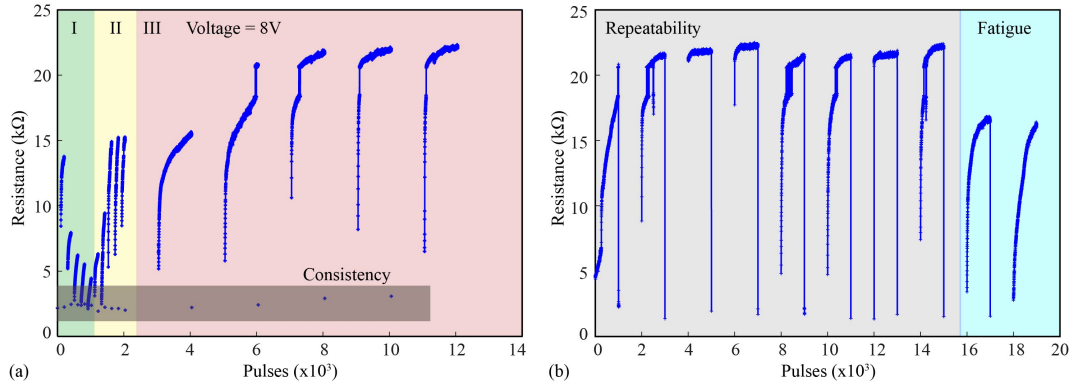 I II III Voltage = 8V
Consistency
25
20
15
10
5
0
Resistance (kΩ)
0 2 4 6 8 10 12 14
Pulses (x10³)
(a)
Repeatability Fatigue
25
20
15
10
5
0
Resistance (kΩ)
0 2 4 6 8 10 12 14 16 18 20
Pulses (x10³)
(b)